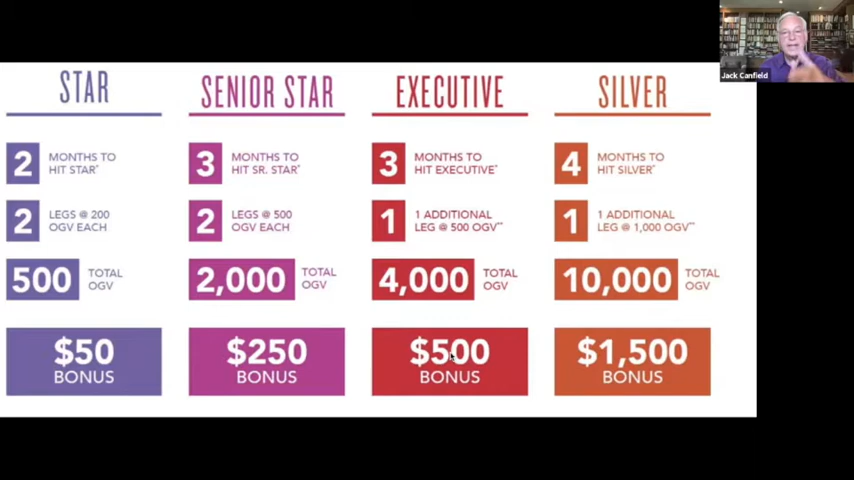 Jack Canfield
STAR
2
MONTHS TO
HIT STAR*
2
LEGS @ 200
OGV EACH
500
TOTAL
OGV
$50
BONUS
SENIOR STAR
3
MONTHS TO
HIT SR. STAR*
2
LEGS @ 500
OGV EACH
2,000
TOTAL
OGV
$250
BONUS
EXECUTIVE
3
MONTHS TO
HIT EXECUTIVE*
1
1 ADDITIONAL
LEG @ 500 OGV**
4,000
TOTAL
OGV
$500
BONUS
SILVER
4
MONTHS TO
HIT SILVER*
1
1 ADDITIONAL
LEG @ 1,000 OGV**
10,000
TOTAL
OGV
$1,500
BONUS